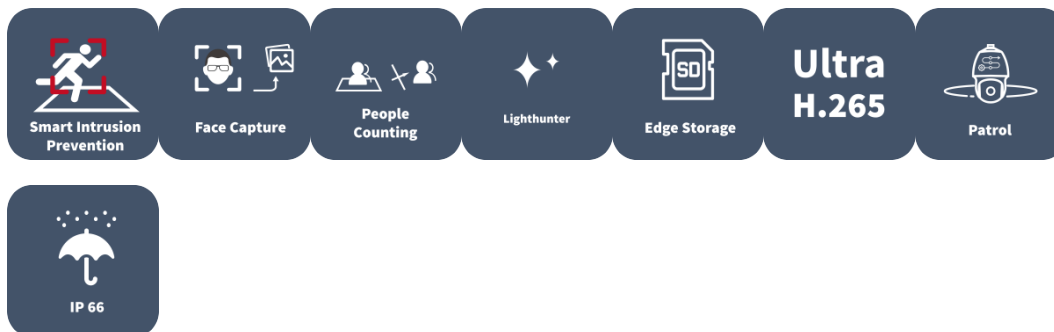 Smart Intrusion
Prevention
Face Capture
People
Counting
Lighthunter
SD
Edge Storage
Ultra
H.265
Patrol
IP 66